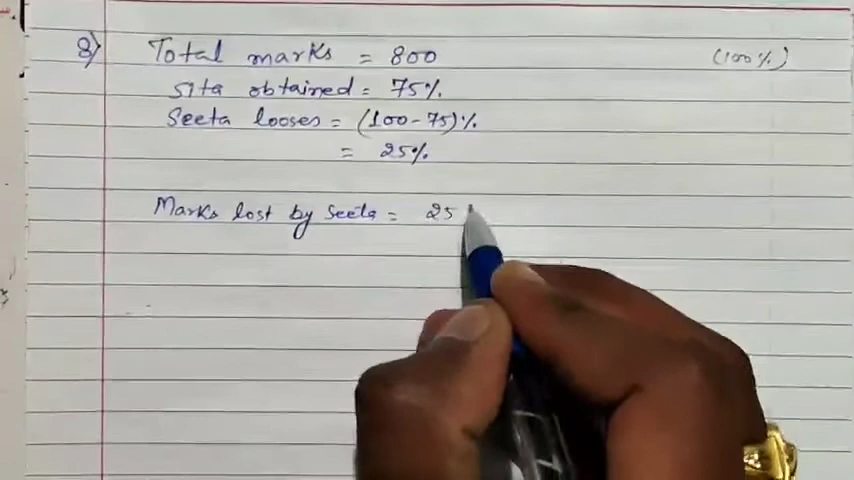 8) Total marks = 800 (100%)
Sita obtained = 75%
Seeta looses = (100-75)%
= 25%
Marks lost by Seeta = 25